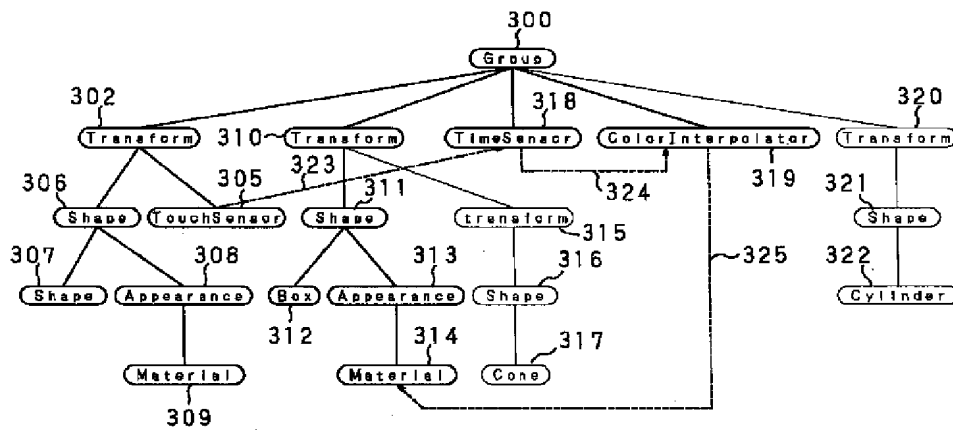 300
Group
302
310
318
320
Transform
Transform
TimeSensor
ColorInterpolator
Transform
323
324
319
306
305
311
321
Shape
TouchSensor
Shape
transform
Shape
315
307
308
313
316
325
322
Shape
Appearance
Box
Appearance
Shape
Cylinder
312
314
317
Material
Material
Cone
309